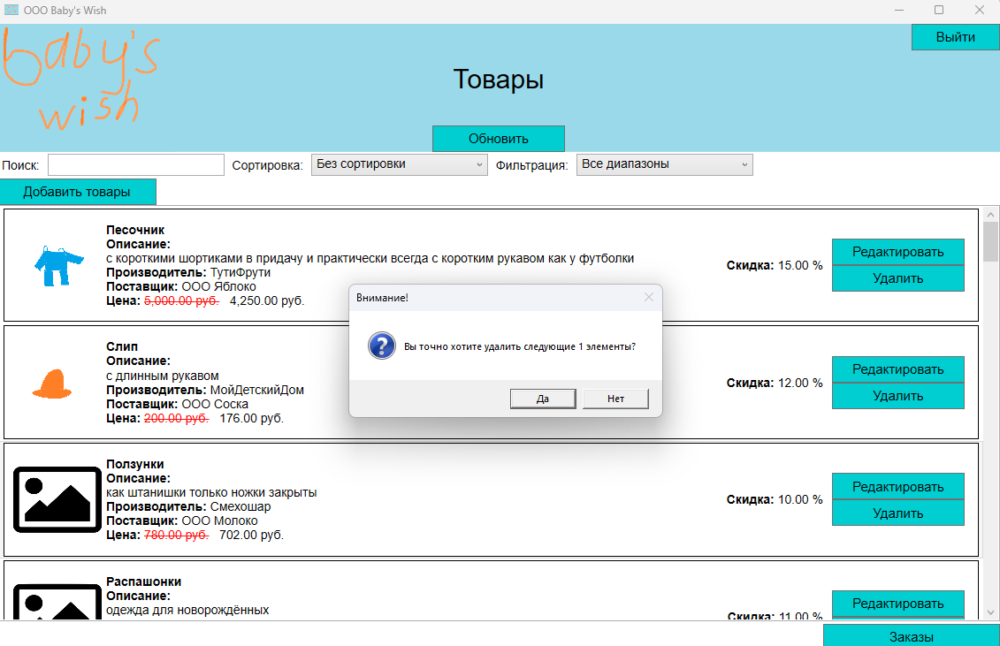 ООО Baby's Wish
baby's
wish
Выйти
Товары
Обновить
Поиск:
Сортировка: Без сортировки
Фильтрация: Все диапазоны
Добавить товары
Песочник
Описание:
с короткими шортиками в придачу и практически всегда с коротким рукавом как у футболки
Производитель: ТутиФрути
Поставщик: ООО Яблоко
Цена: 5,000.00 руб. 4,250.00 руб.
Скидка: 15.00 %
Редактировать
Удалить
Внимание!
Вы точно хотите удалить следующие 1 элементы?
Да
Нет
Слип
Описание:
с длинным рукавом
Производитель: МойДетскийДом
Поставщик: ООО Соска
Цена: 200.00 руб. 176.00 руб.
Скидка: 12.00 %
Редактировать
Удалить
Ползунки
Описание:
как штанишки только ножки закрыты
Производитель: Смехошар
Поставщик: ООО Молоко
Цена: 780.00 руб. 702.00 руб.
Скидка: 10.00 %
Редактировать
Удалить
Распашонки
Описание:
одежда для новорождённых
Скидка: 11.00 %
Редактировать
Заказы